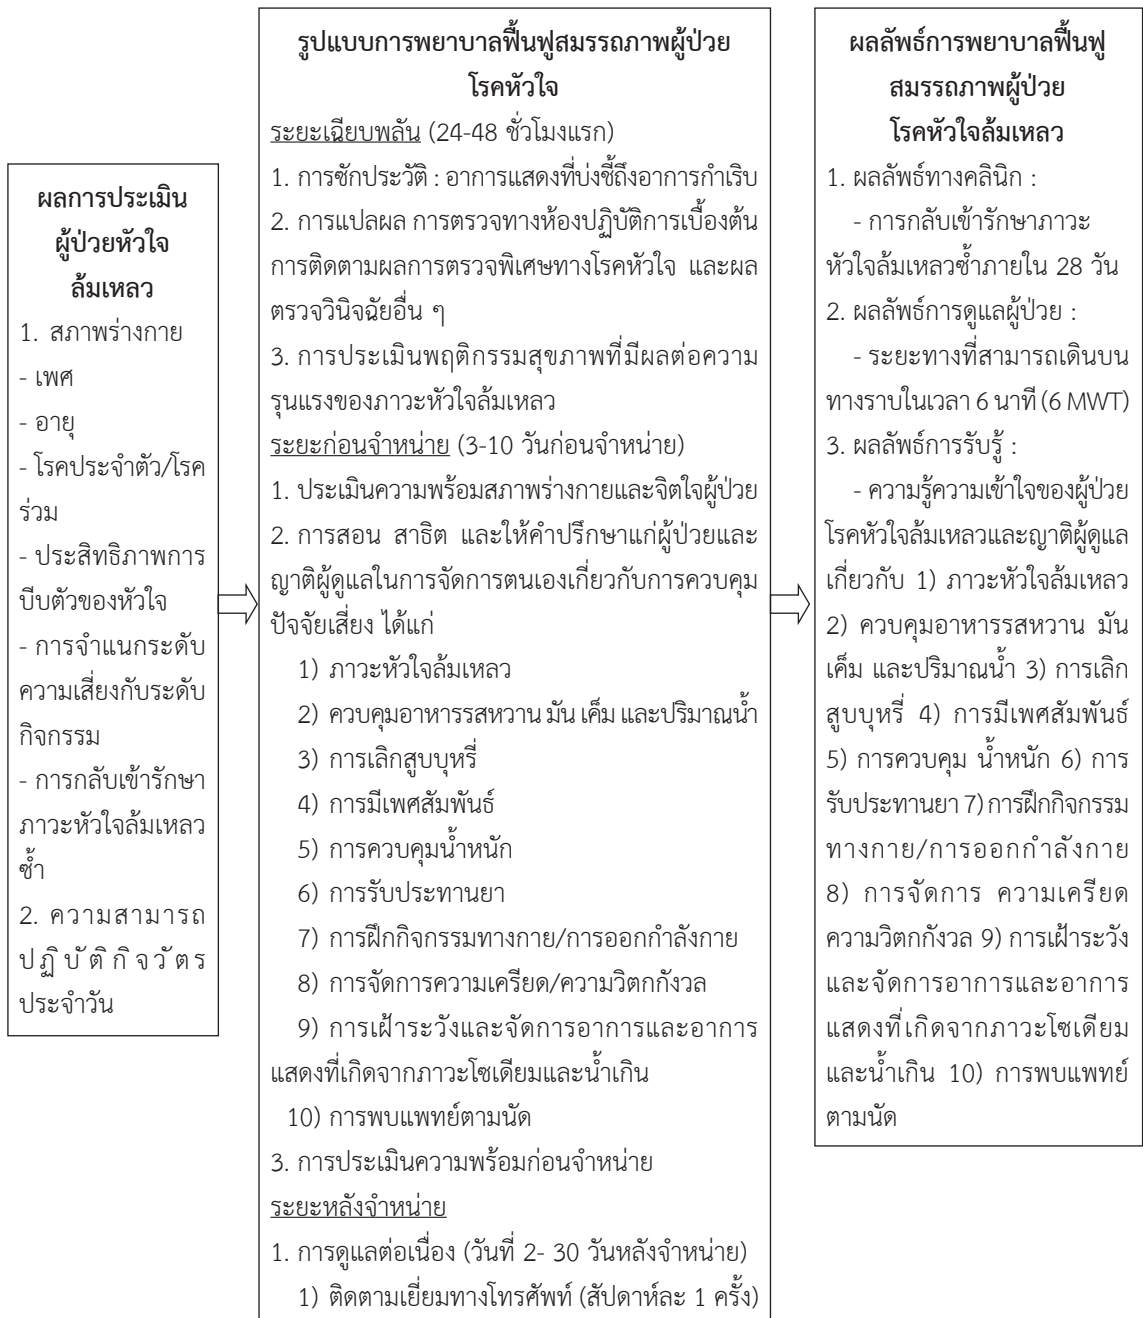 ผลการประเมิน
ผู้ป่วยหัวใจ
ล้มเหลว
1. สภาพร่างกาย
- เพศ
- อายุ
- โรคประจำตัว/โรค
ร่วม
- ประสิทธิภาพการ
บีบตัวของหัวใจ
- การจำแนกระดับ
ความเสี่ยงกับระดับ
กิจกรรม
- การกลับเข้ารักษา
ภาวะหัวใจล้มเหลว
ซ้ำ
2. ความสามารถ
ปฏิบัติกิจวัตร
ประจำวัน
รูปแบบการพยาบาลฟื้นฟูสมรรถภาพผู้ป่วย
โรคหัวใจ
ระยะเฉียบพลัน (24-48 ชั่วโมงแรก)
1. การซักประวัติ : อาการแสดงที่บ่งชี้ถึงอาการกำเริบ
2. การแปลผล การตรวจทางห้องปฏิบัติการเบื้องต้น
การติดตามผลการตรวจพิเศษทางโรคหัวใจ และผล
ตรวจวินิจฉัยอื่น ๆ
3. การประเมินพฤติกรรมสุขภาพที่มีผลต่อความ
รุนแรงของภาวะหัวใจล้มเหลว
ระยะก่อนจำหน่าย (3-10 วันก่อนจำหน่าย)
1. ประเมินความพร้อมสภาพร่างกายและจิตใจผู้ป่วย
2. การสอน สาธิต และให้คำปรึกษาแก่ผู้ป่วยและ
ญาติผู้ดูแลในการจัดการตนเองเกี่ยวกับการควบคุม
ปัจจัยเสี่ยง ได้แก่
1) ภาวะหัวใจล้มเหลว
2) ควบคุมอาหารรสหวาน มัน เค็ม และปริมาณน้ำ
3) การเลิกสูบบุหรี่
4) การมีเพศสัมพันธ์
5) การควบคุมน้ำหนัก
6) การรับประทานยา
7) การฝึกกิจกรรมทางกาย/การออกกำลังกาย
8) การจัดการความเครียด/ความวิตกกังวล
9) การเฝ้าระวังและจัดการอาการและอาการ
แสดงที่เกิดจากภาวะโซเดียมและน้ำเกิน
10) การพบแพทย์ตามนัด
3. การประเมินความพร้อมก่อนจำหน่าย
ระยะหลังจำหน่าย
1. การดูแลต่อเนื่อง (วันที่ 2- 30 วันหลังจำหน่าย)
1) ติดตามเยี่ยมทางโทรศัพท์ (สัปดาห์ละ 1 ครั้ง)
ผลลัพธ์การพยาบาลฟื้นฟู
สมรรถภาพผู้ป่วย
โรคหัวใจล้มเหลว
1. ผลลัพธ์ทางคลินิก :
- การกลับเข้ารักษาภาวะ
หัวใจล้มเหลวซ้ำภายใน 28 วัน
2. ผลลัพธ์การดูแลผู้ป่วย :
- ระยะทางที่สามารถเดินบน
ทางราบในเวลา 6 นาที (6 MWT)
3. ผลลัพธ์การรับรู้ :
- ความรู้ความเข้าใจของผู้ป่วย
โรคหัวใจล้มเหลวและญาติผู้ดูแล
เกี่ยวกับ 1) ภาวะหัวใจล้มเหลว
2) ควบคุมอาหารรสหวาน มัน
เค็ม และปริมาณน้ำ 3) การเลิก
สูบบุหรี่ 4) การมีเพศสัมพันธ์
5) การควบคุม น้ำหนัก 6) การ
รับประทานยา 7) การฝึกกิจกรรม
ทางกาย/การออกกำลังกาย
8) การจัดการ ความเครียด
ความวิตกกังวล 9) การเฝ้าระวัง
และจัดการอาการและอาการ
แสดงที่เกิดจากภาวะโซเดียม
และน้ำเกิน 10) การพบแพทย์
ตามนัด